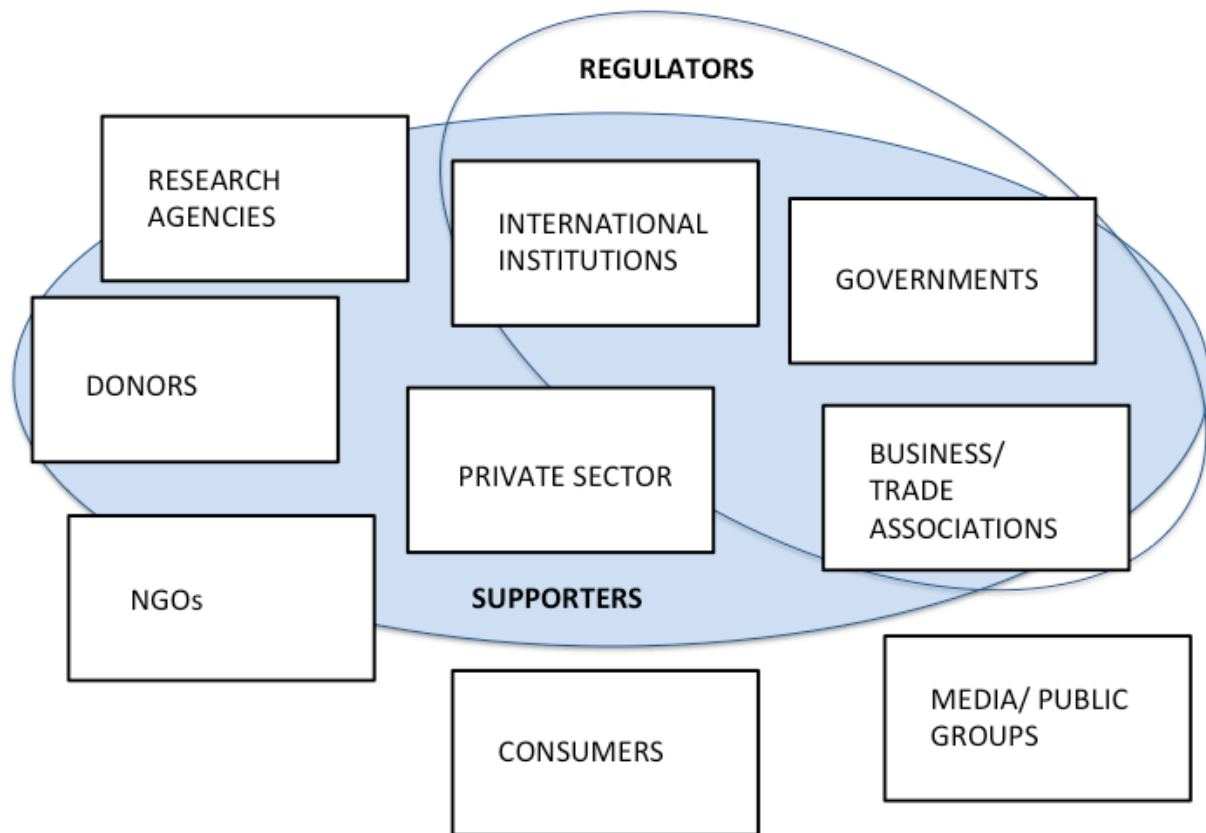 REGULATORS
RESEARCH
AGENCIES
INTERNATIONAL
INSTITUTIONS
GOVERNMENTS
DONORS
PRIVATE SECTOR
BUSINESS/
TRADE
ASSOCIATIONS
NGOs
SUPPORTERS
CONSUMERS
MEDIA/ PUBLIC
GROUPS